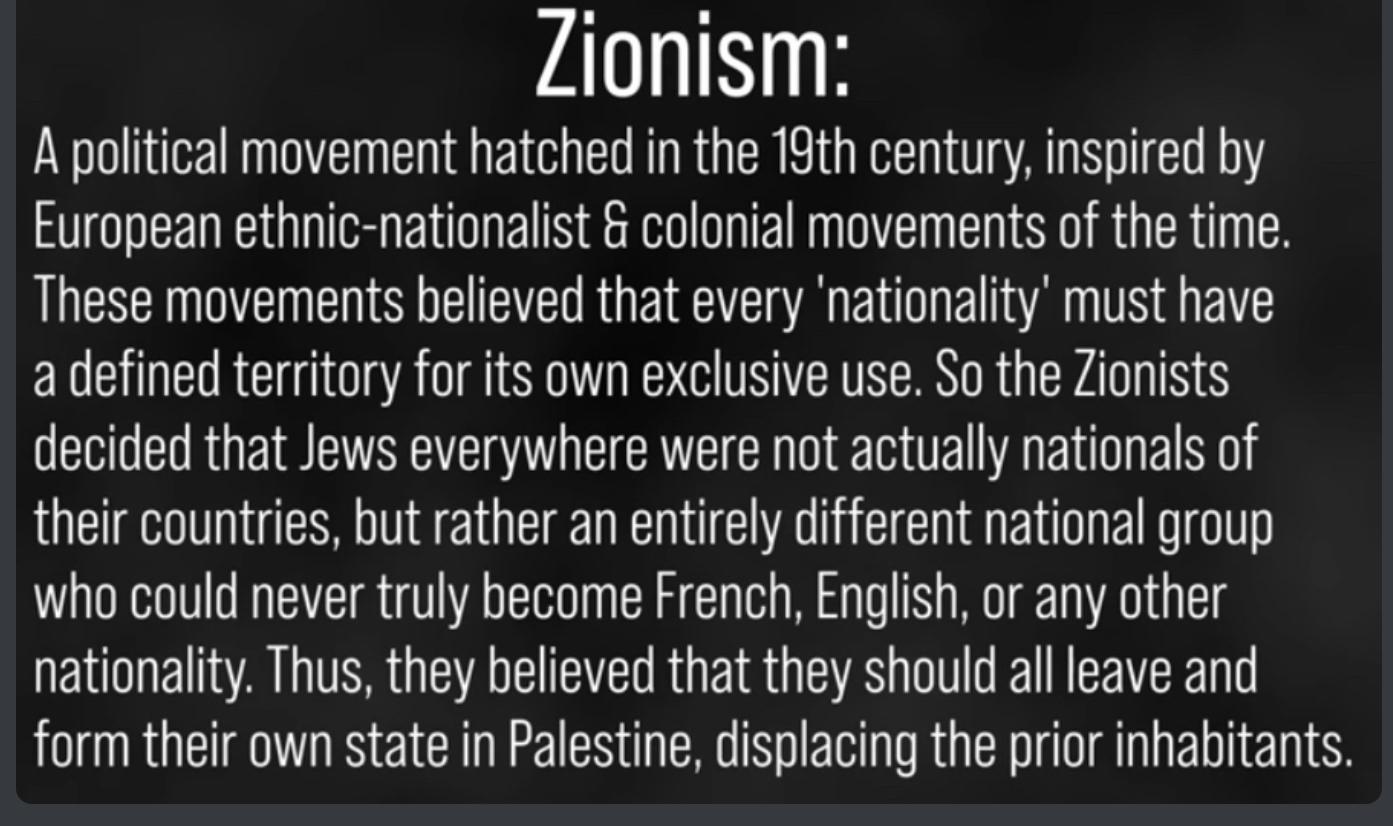 Zionism:
A political movement hatched in the 19th century, inspired by
European ethnic-nationalist & colonial movements of the time.
These movements believed that every 'nationality' must have
a defined territory for its own exclusive use. So the Zionists
decided that Jews everywhere were not actually nationals of
their countries, but rather an entirely different national group
who could never truly become French, English, or any other
nationality. Thus, they believed that they should all leave and
form their own state in Palestine, displacing the prior inhabitants.